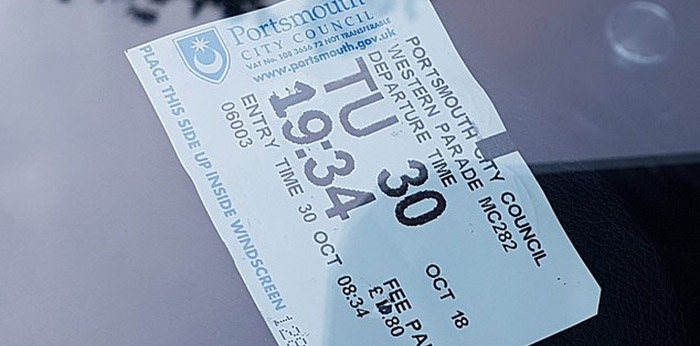 Portsmouth
CITY COUNCIL
VAT No. 108 3656 72 NOT TRANSFERABLE
www.portsmouth.gov.uk
PLACE THIS SIDE UP INSIDE WINDSCREEN
PORTSMOUTH CITY COUNCIL
WESTERN PARADE MC282
DEPARTURE TIME
TU 30 OCT 18
19:34
FEE
ENTRY TIME 30 OCT 08:34
06003